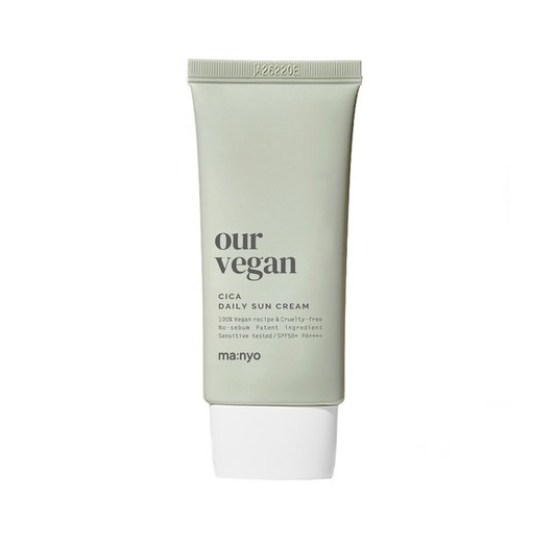 our
vegan
CICA
DAILY SUN CREAM
100% Vegan recipe & Cruelty-free
No-sebum Patent ingredient
Sensitive tested / SPF50+ PA++++
ma:nyo